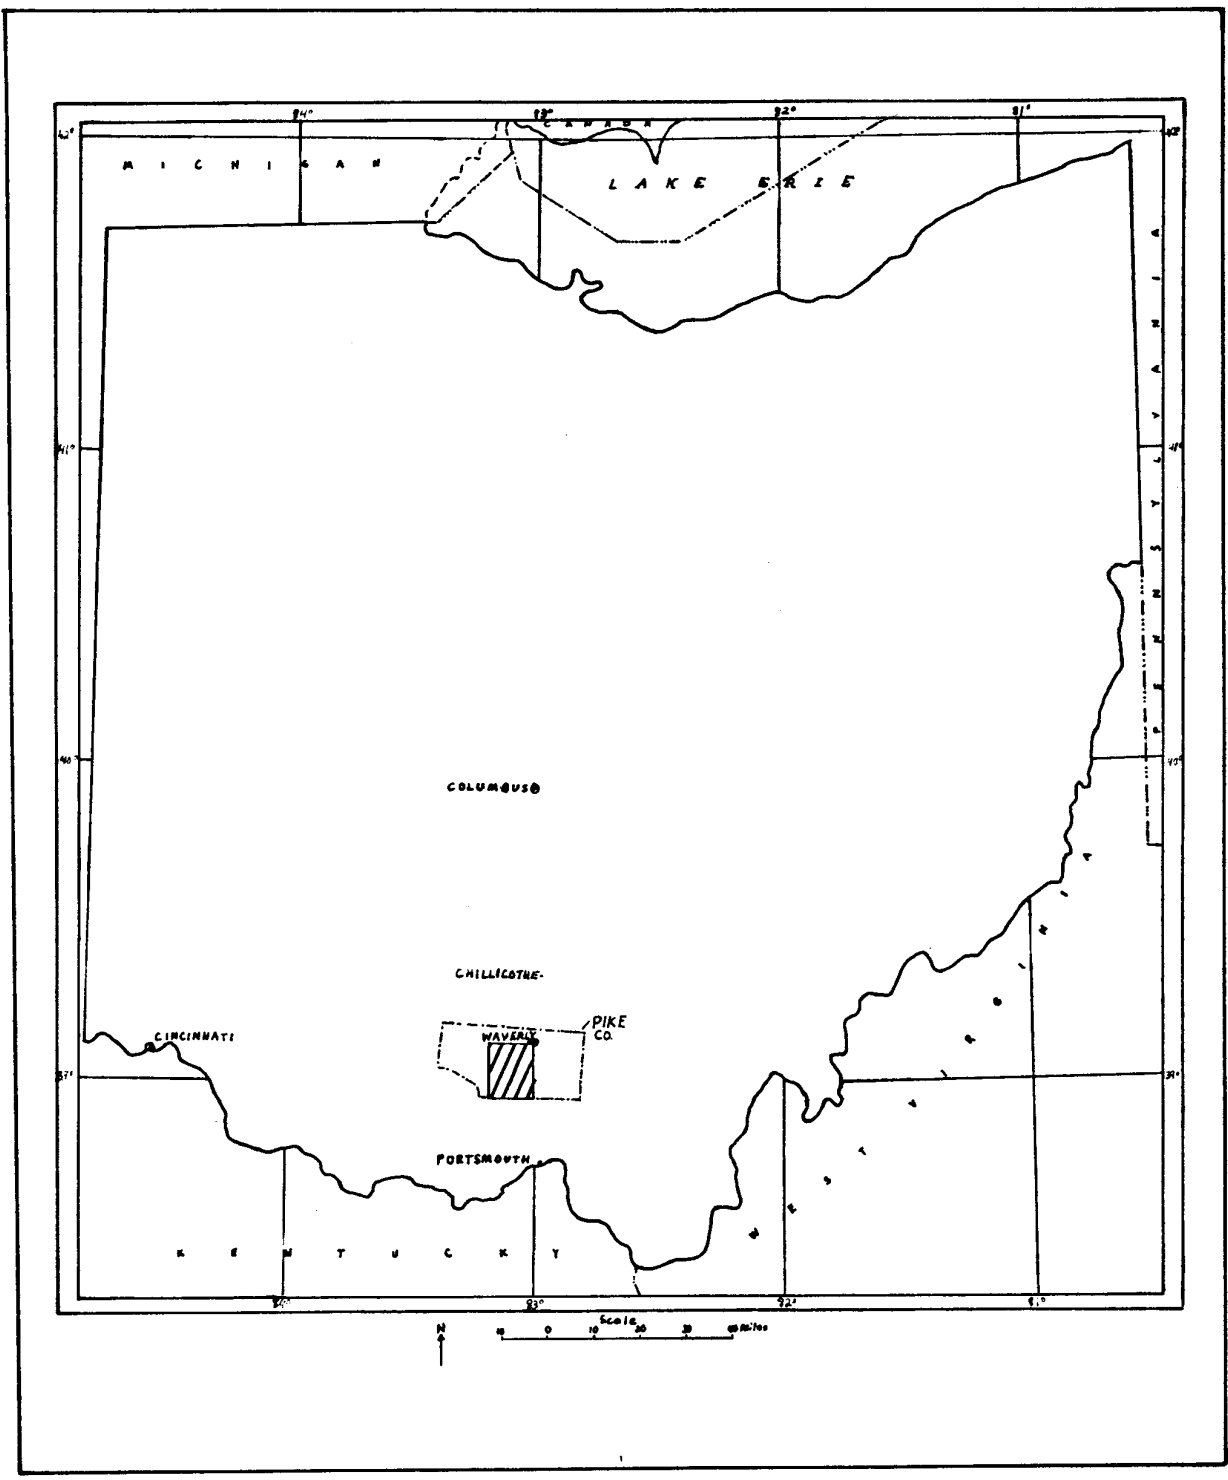 84° 83° 82° 81°
CANADA
42° 42°
MICHIGAN
LAKE ERIE
PENNSYLVANIA
41° 41°
40° 40°
COLUMBUS
CHILLICOTHE
PIKE
CO.
WAVERLY
CINCINNATI
39° 39°
WEST VIRGINIA
PORTSMOUTH
KENTUCKY
84° 83° 82° 81°
Scale
N
10 0 10 20 30 40 Miles